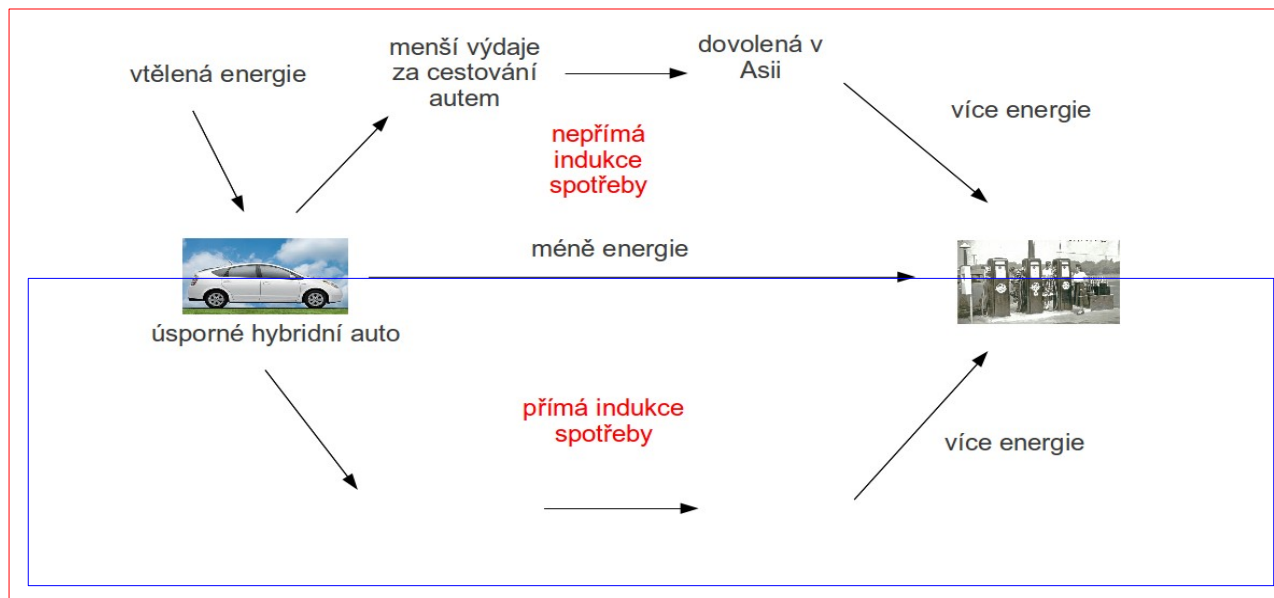 vtělená energie
menší výdaje
za cestování
autem
dovolená v
Asii
více energie
nepřímá
indukce
spotřeby
méně energie
úsporné hybridní auto
přímá indukce
spotřeby
více energie